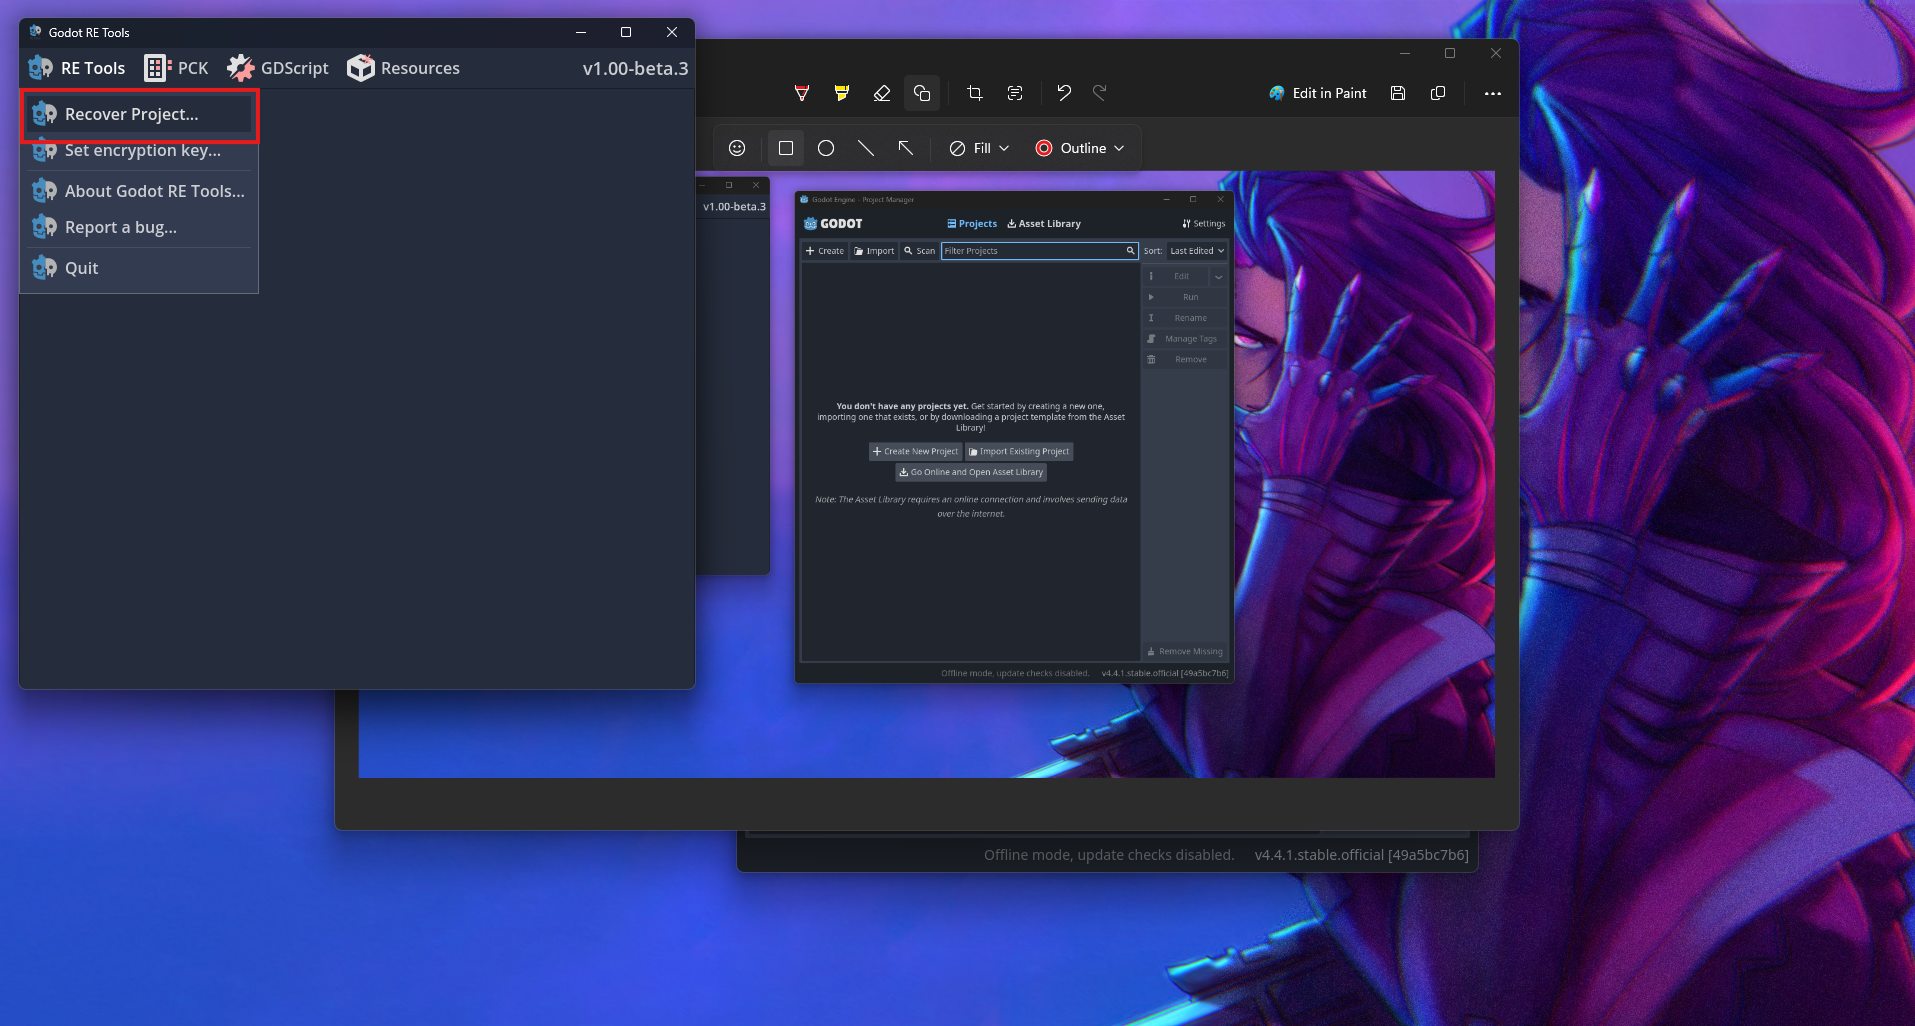 Godot RE Tools
RE Tools PCK GDScript Resources v1.00-beta.3
Recover Project...
Set encryption key...
About Godot RE Tools...
Report a bug...
Quit
Edit in Paint
Fill Outline
v1.00-beta.3
Godot Engine - Project Manager
GODOT Projects Asset Library Settings
Create Import Scan Filter Projects Sort: Last Edited
Edit
Run
Rename
Manage Tags
Remove
You don't have any projects yet. Get started by creating a new one,
importing one that exists, or by downloading a project template from the Asset
Library!
Create New Project Import Existing Project
Go Online and Open Asset Library
Note: The Asset Library requires an online connection and involves sending data
over the internet.
Remove Missing
Offline mode, update checks disabled. v4.4.1.stable.official [49a5bc7b6]
Offline mode, update checks disabled. v4.4.1.stable.official [49a5bc7b6]